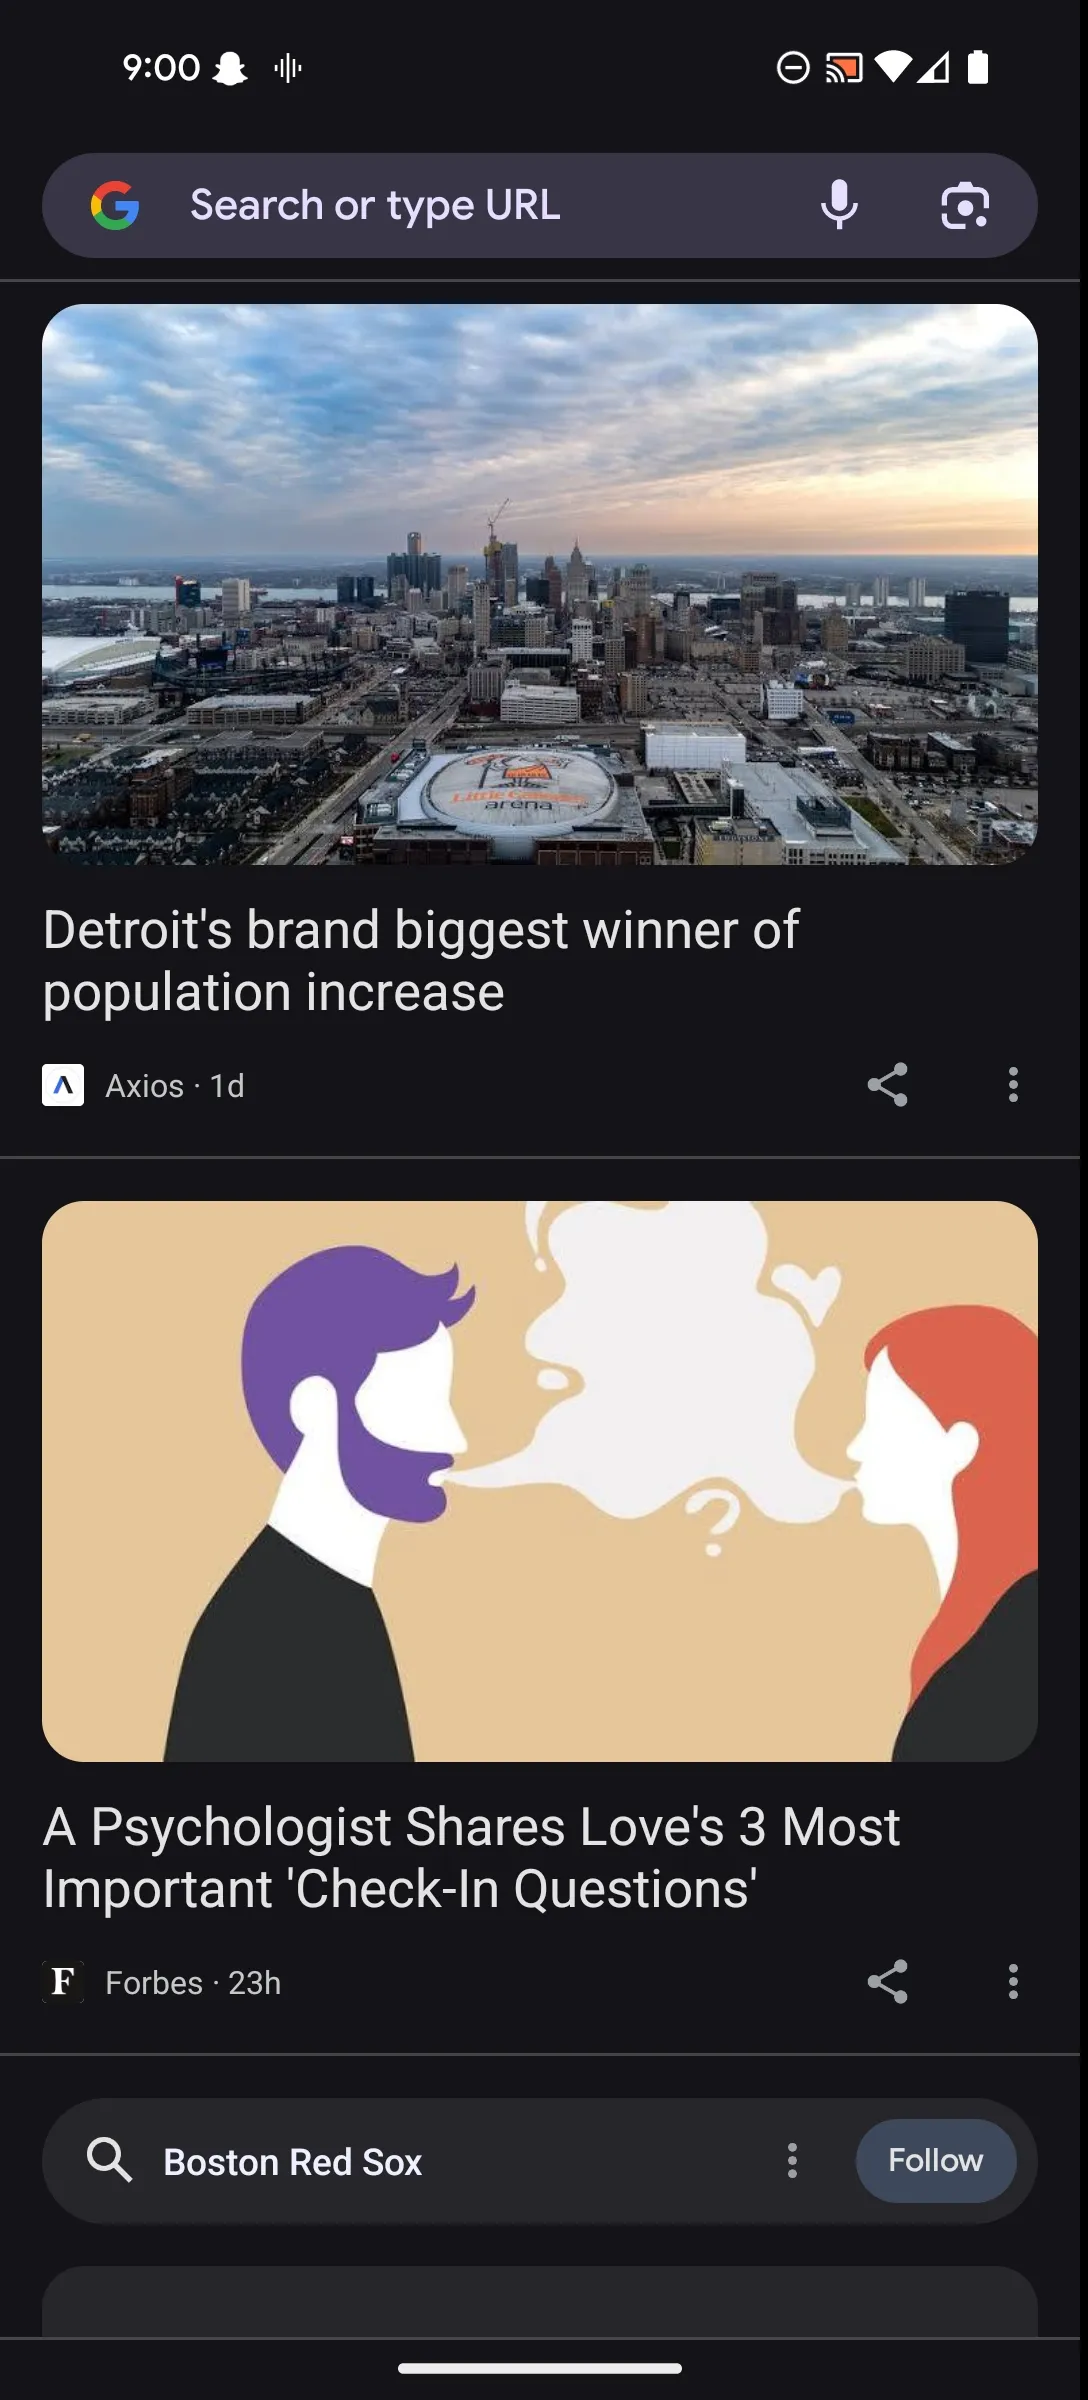 9:00
Search or type URL
Little Caesars
arena
Detroit's brand biggest winner of
population increase
Axios · 1d
A Psychologist Shares Love's 3 Most
Important 'Check-In Questions'
F Forbes · 23h
Boston Red Sox
Follow